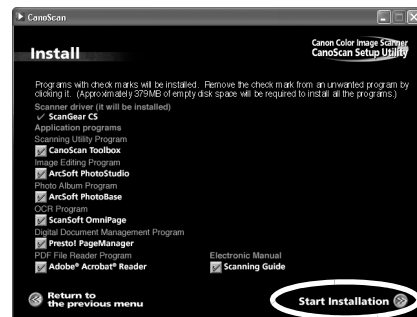 CanoScan
Install
Canon Color Image Scanner
CanoScan Setup Utility
Programs with check marks will be installed. Remove the check mark from an unwanted program by
clicking it. (Approximately 379MB of empty disk space will be required to install all the programs.)
Scanner driver (it will be installed)
ScanGear CS
Application programs
Scanning Utility Program
CanoScan Toolbox
Image Editing Program
ArcSoft PhotoStudio
Photo Album Program
ArcSoft PhotoBase
OCR Program
ScanSoft OmniPage
Digital Document Management Program
Presto! PageManager
PDF File Reader Program
Adobe® Acrobat® Reader
Electronic Manual
Scanning Guide
Return to
the previous menu
Start Installation